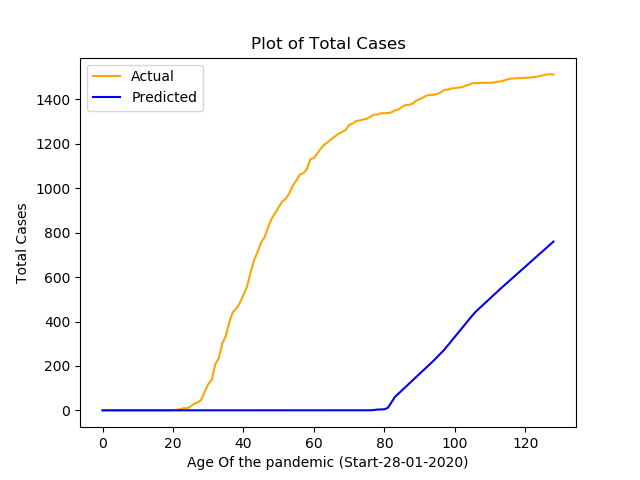 Plot of Total Cases
Actual
Predicted
1400
1200
1000
800
600
400
200
0
Total Cases
0 20 40 60 80 100 120
Age Of the pandemic (Start-28-01-2020)